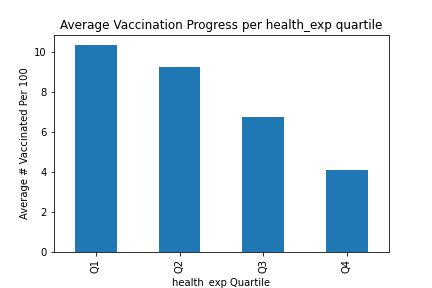 Average Vaccination Progress per health_exp quartile
Average # Vaccinated Per 100
10
8
6
4
2
0
Q1 Q2 Q3 Q4
health_exp Quartile